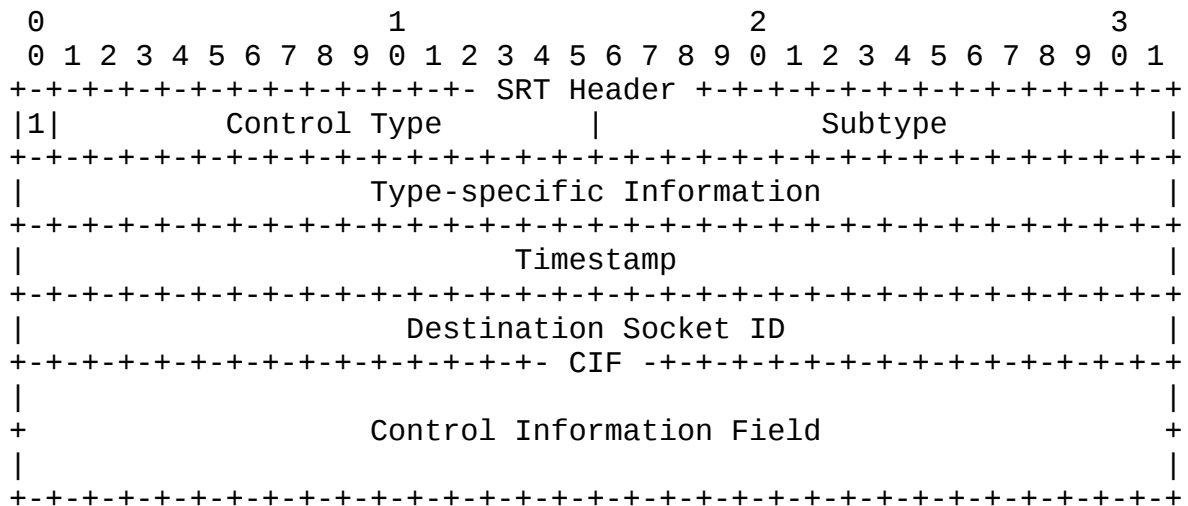 0                   1                   2                   3
 0 1 2 3 4 5 6 7 8 9 0 1 2 3 4 5 6 7 8 9 0 1 2 3 4 5 6 7 8 9 0 1
+-+-+-+-+-+-+-+-+-+-+-+-+- SRT Header +-+-+-+-+-+-+-+-+-+-+-+-+-+
|1|         Control Type        |            Subtype            |
+-+-+-+-+-+-+-+-+-+-+-+-+-+-+-+-+-+-+-+-+-+-+-+-+-+-+-+-+-+-+-+-+
|                   Type-specific Information                   |
+-+-+-+-+-+-+-+-+-+-+-+-+-+-+-+-+-+-+-+-+-+-+-+-+-+-+-+-+-+-+-+-+
|                           Timestamp                           |
+-+-+-+-+-+-+-+-+-+-+-+-+-+-+-+-+-+-+-+-+-+-+-+-+-+-+-+-+-+-+-+-+
|                     Destination Socket ID                     |
+-+-+-+-+-+-+-+-+-+-+-+-+-+-+- CIF -+-+-+-+-+-+-+-+-+-+-+-+-+-+-+
|                                                               |
+                   Control Information Field                   +
|                                                               |
+-+-+-+-+-+-+-+-+-+-+-+-+-+-+-+-+-+-+-+-+-+-+-+-+-+-+-+-+-+-+-+-+